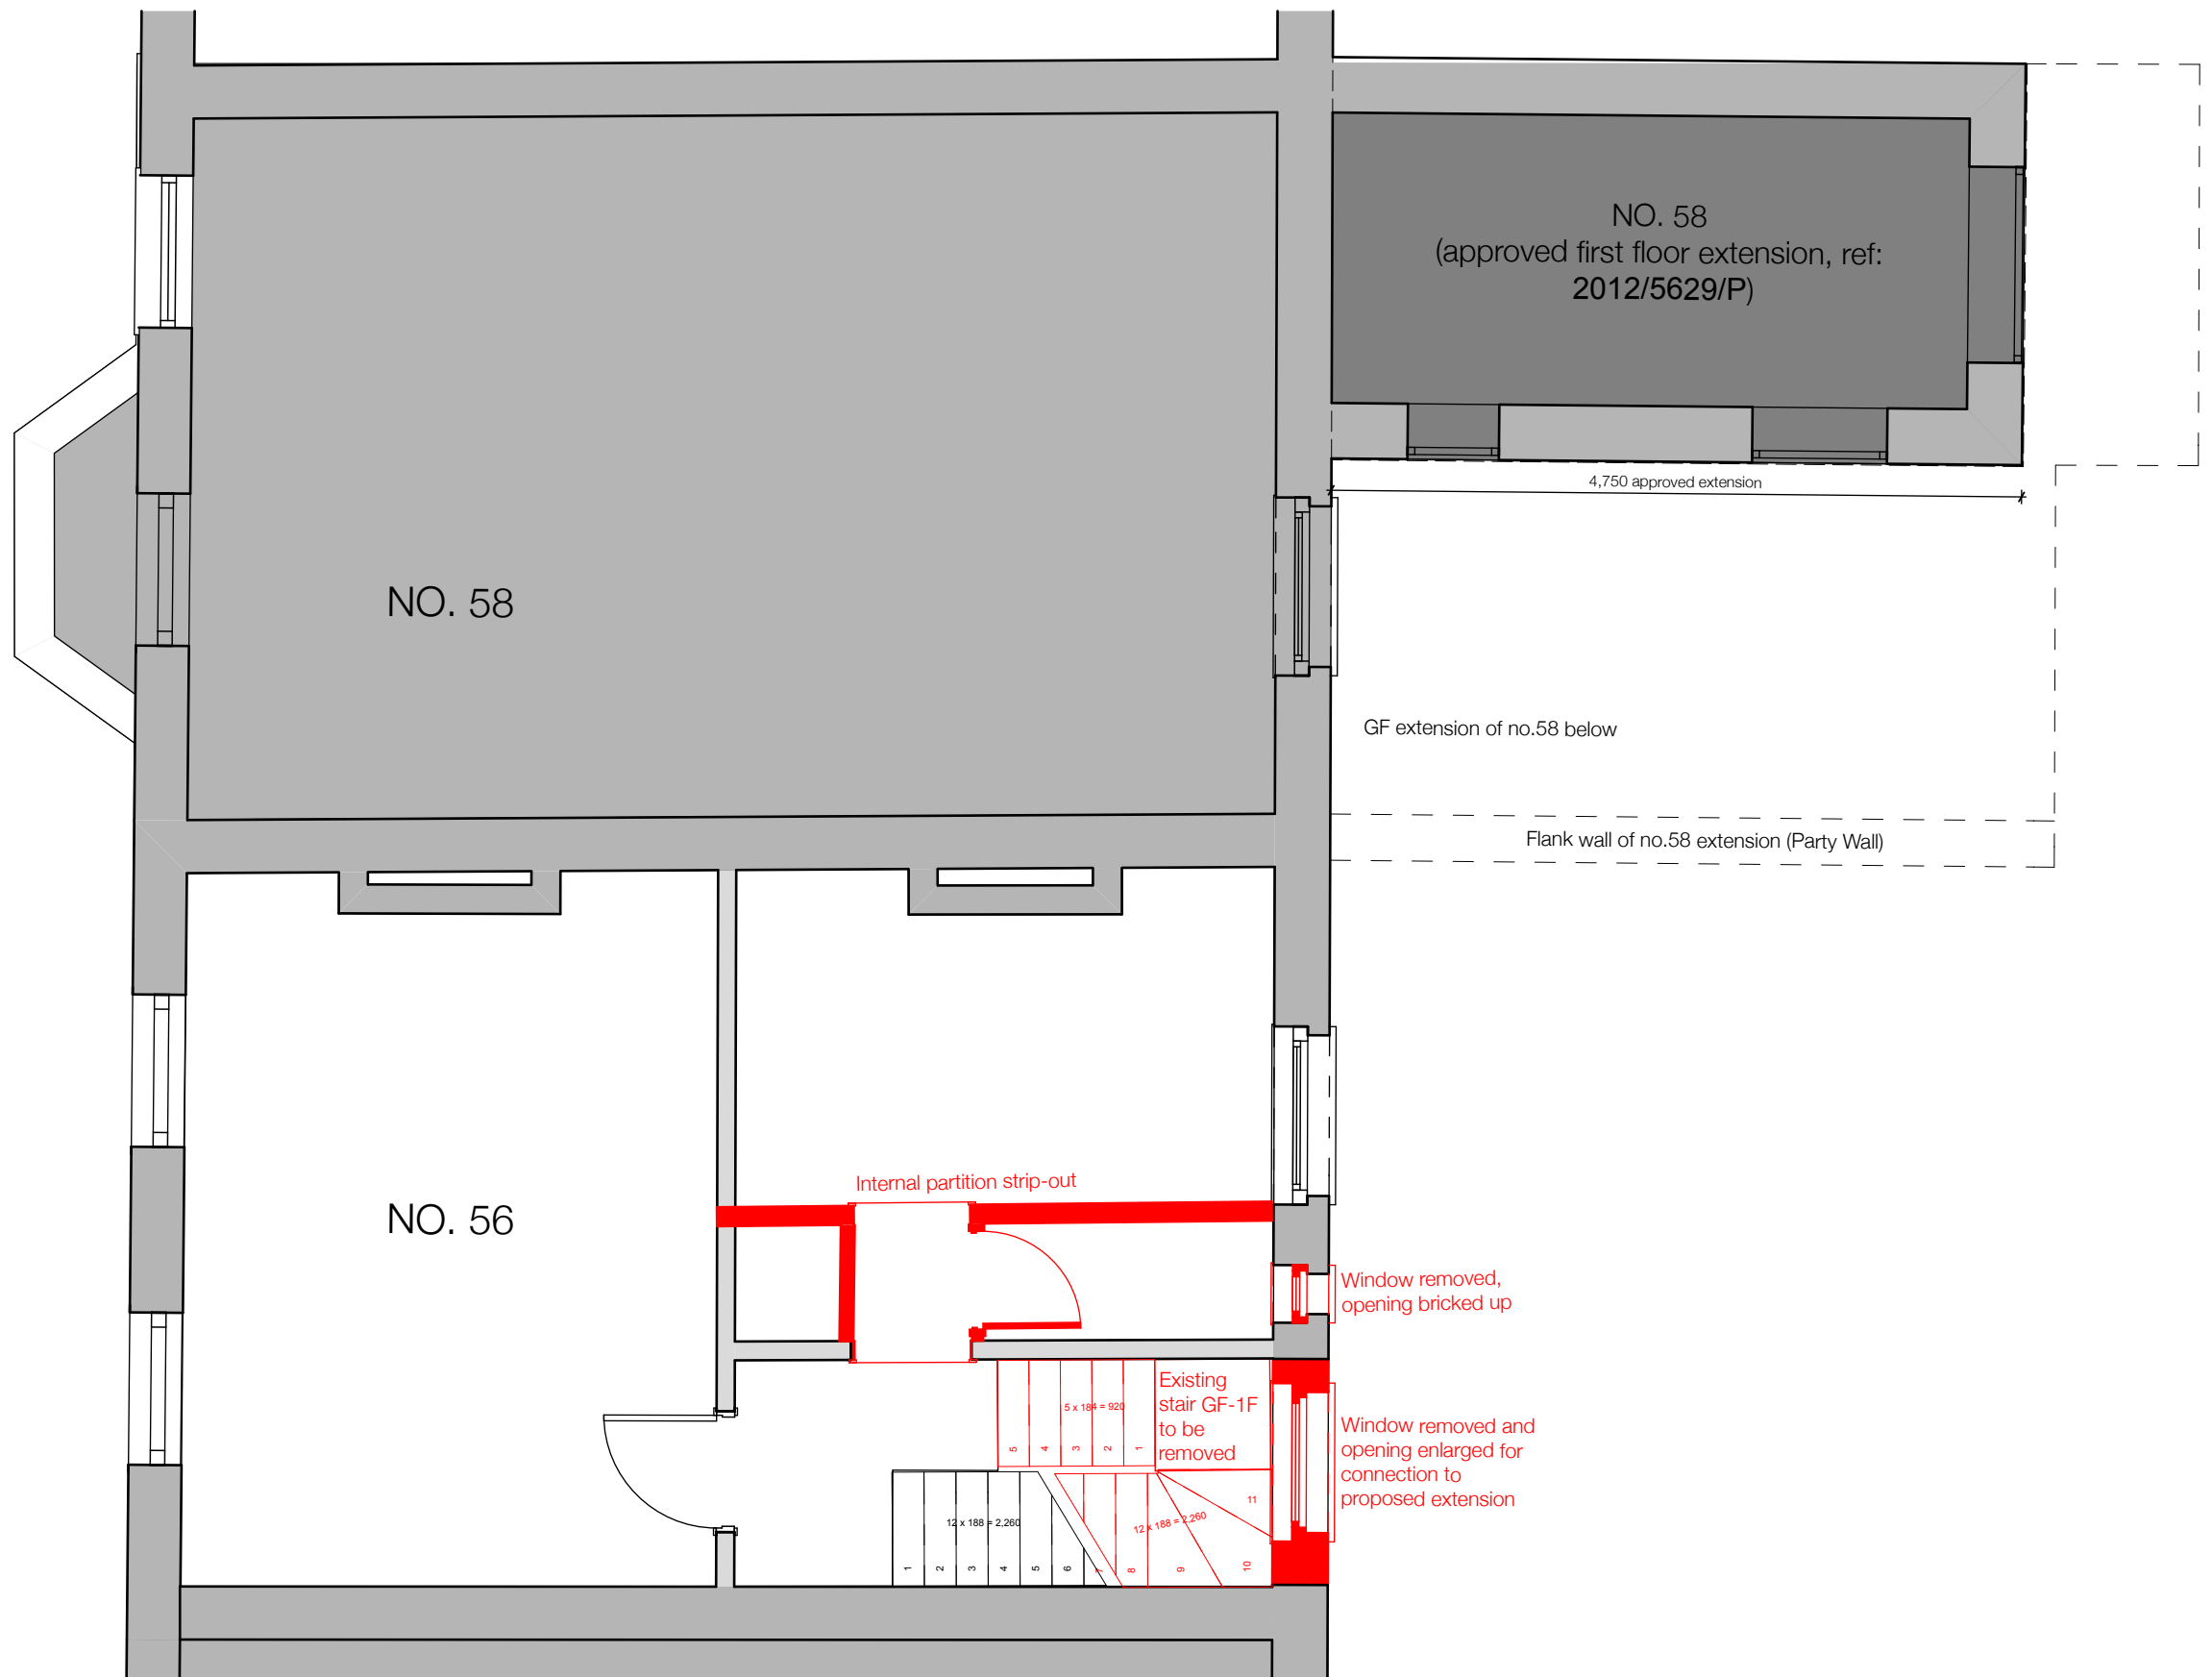 NO. 58
(approved first floor extension, ref:
2012/5629/P)
4,750 approved extension
NO. 58
GF extension of no.58 below
Flank wall of no.58 extension (Party Wall)
Internal partition strip-out
NO. 56
Window removed,
opening bricked up
Existing
stair GF-1F
to be
removed
5 x 184 = 920
5
4
3
2
1
Window removed and
opening enlarged for
connection to
proposed extension
12 x 188 = 2,260
12 x 188 = 2,260
1
2
3
4
5
6
7
8
9
10
11